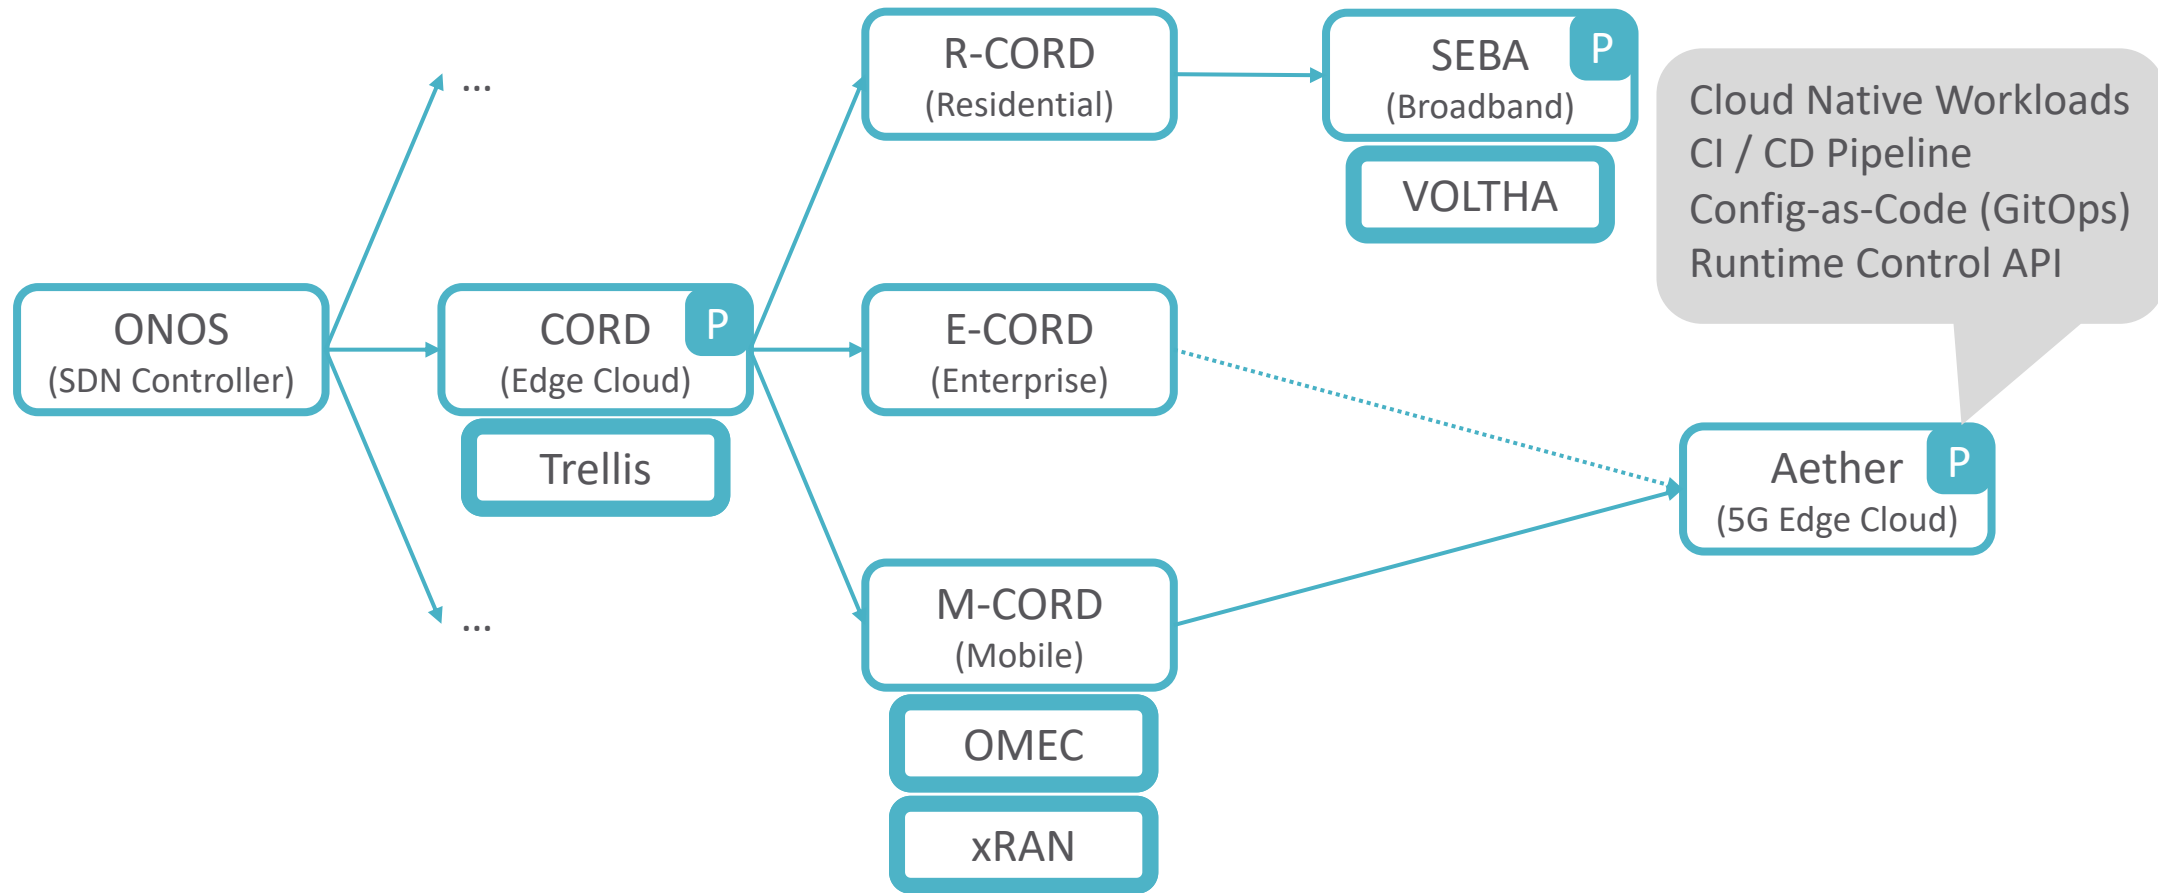 ...
R-CORD
(Residential)
SEBA
(Broadband)
P
VOLTHA
Cloud Native Workloads
CI / CD Pipeline
Config-as-Code (GitOps)
Runtime Control API
ONOS
(SDN Controller)
CORD
(Edge Cloud)
P
Trellis
E-CORD
(Enterprise)
Aether
(5G Edge Cloud)
P
...
M-CORD
(Mobile)
OMEC
xRAN